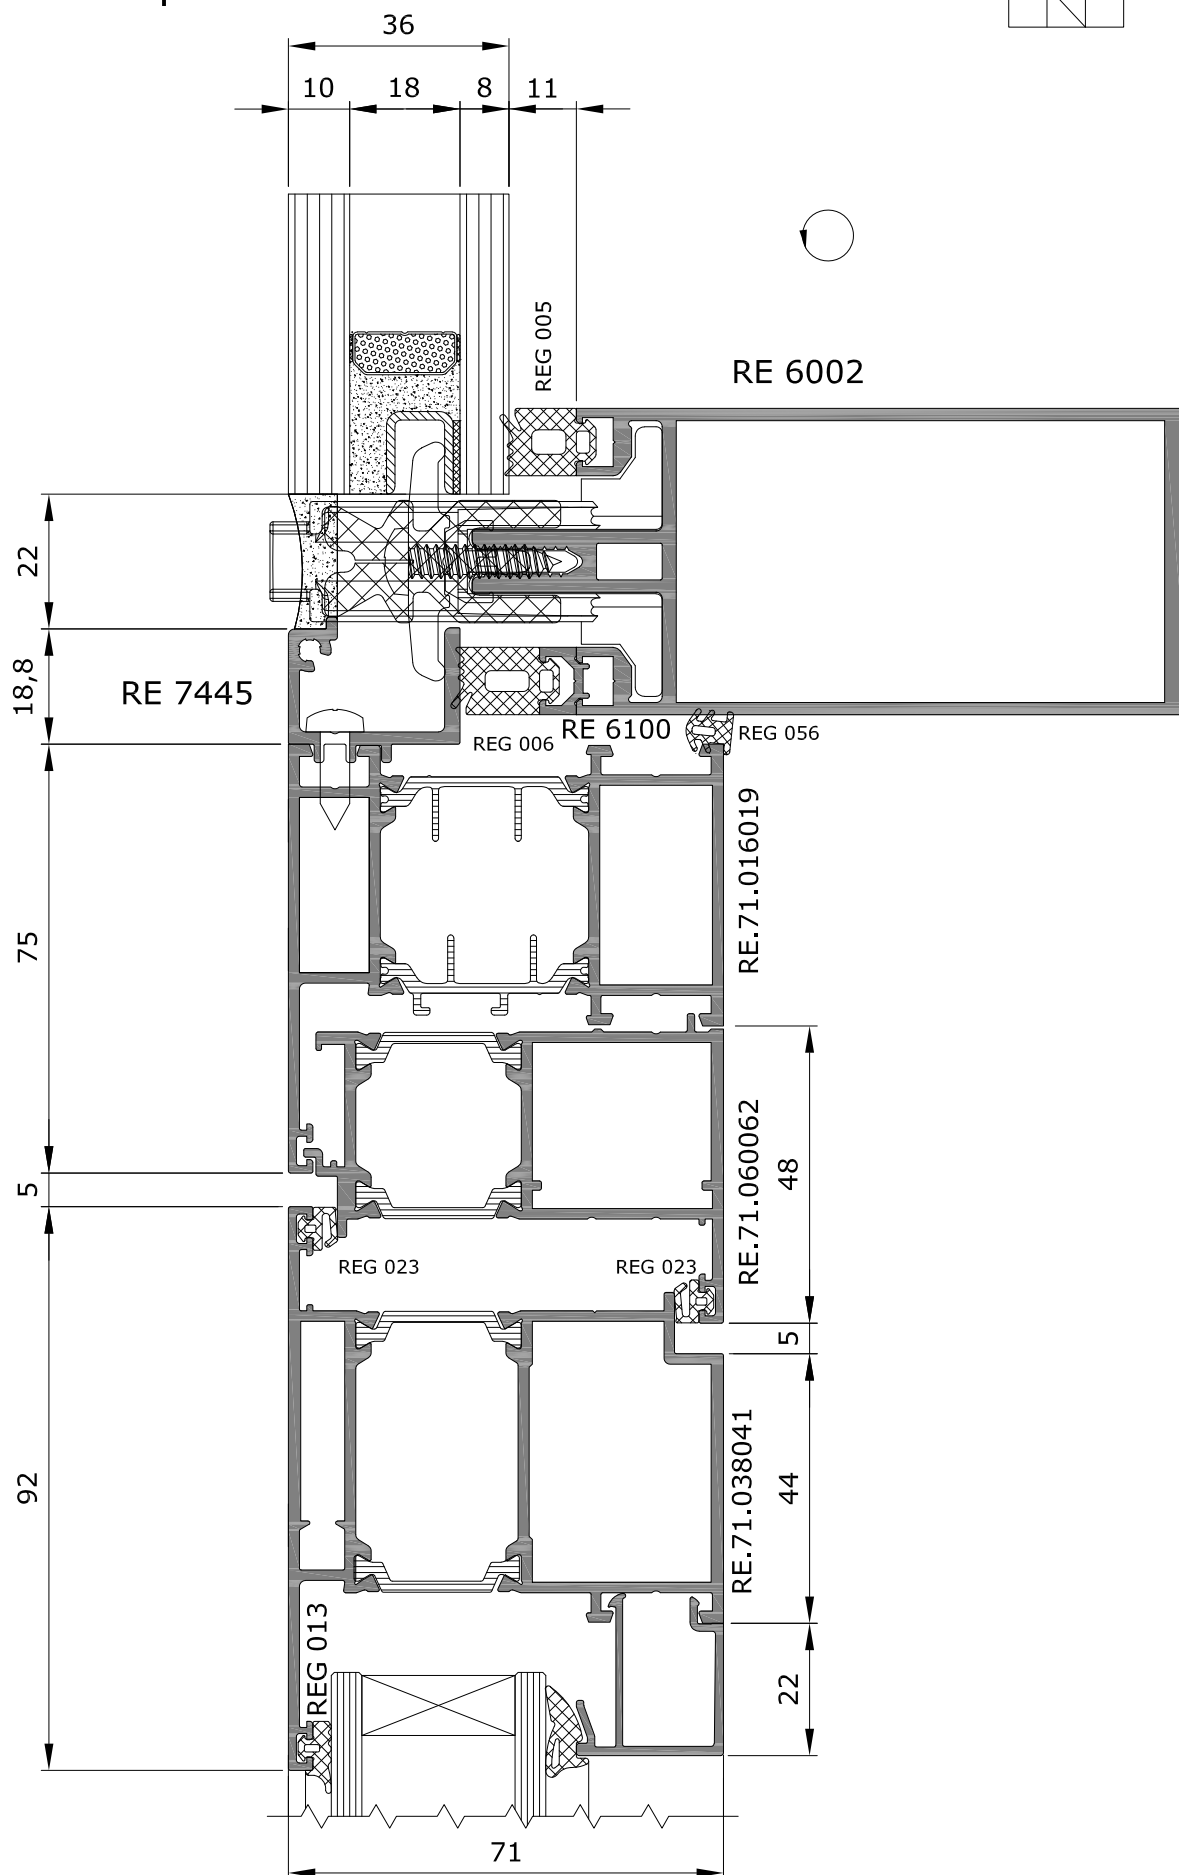 36
10 18 8 11
REG 005
RE 6002
22
18,8
RE 7445
RE 6100
REG 006
REG 056
75
RE.71.016019
5
48
RE.71.060062
REG 023
REG 023
5
92
44
RE.71.038041
REG 013
22
71